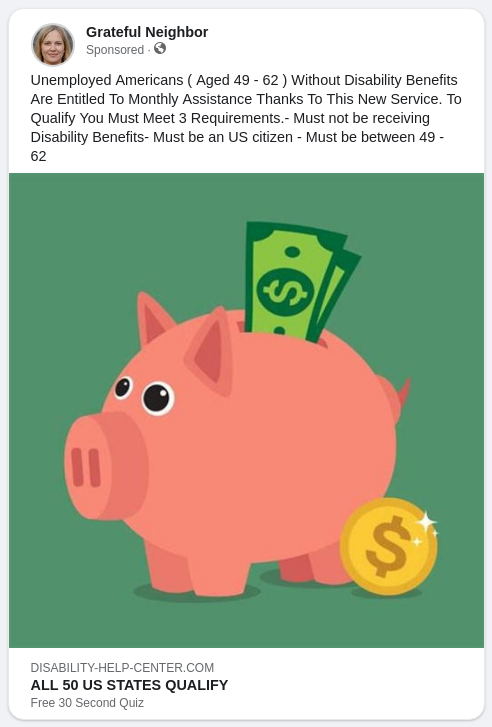 Grateful Neighbor
Sponsored ·
Unemployed Americans ( Aged 49 - 62 ) Without Disability Benefits
Are Entitled To Monthly Assistance Thanks To This New Service. To
Qualify You Must Meet 3 Requirements.- Must not be receiving
Disability Benefits- Must be an US citizen - Must be between 49 -
62
$
$
DISABILITY-HELP-CENTER.COM
ALL 50 US STATES QUALIFY
Free 30 Second Quiz